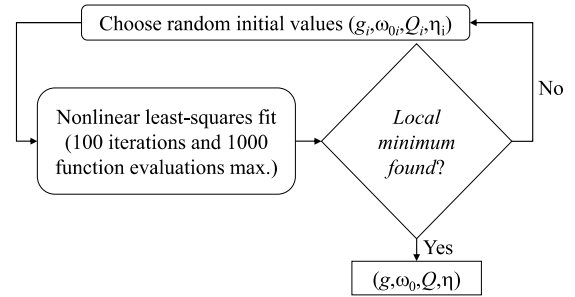 Choose random initial values (gᵢ,ω₀ᵢ,Qᵢ,ηᵢ)
Nonlinear least-squares fit
(100 iterations and 1000
function evaluations max.)
Local
minimum
found?
No
Yes
(g,ω₀,Q,η)